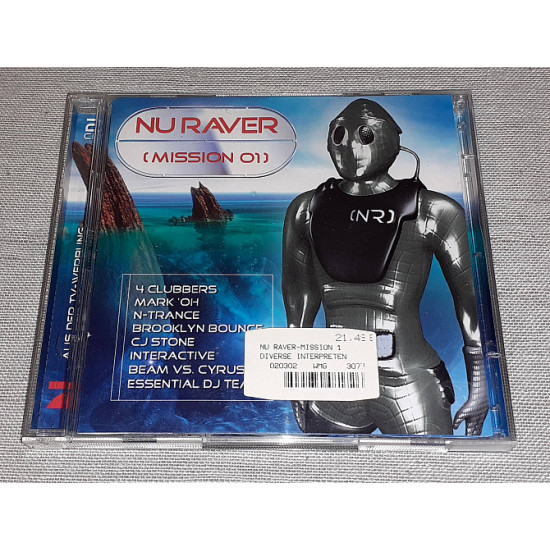 NU RAVER
(MISSION 01)
(NR)
4 CLUBBERS
MARK 'OH
N-TRANCE
BROOKLYN BOUNCE
CJ STONE
INTERACTIVE
BEAM VS. CYRUS
ESSENTIAL DJ TEA
21.49
NU RAVER-MISSION 1
DIVERSE INTERPRETEN
020302 WMG 307
AUS DER TV-WERBUNG